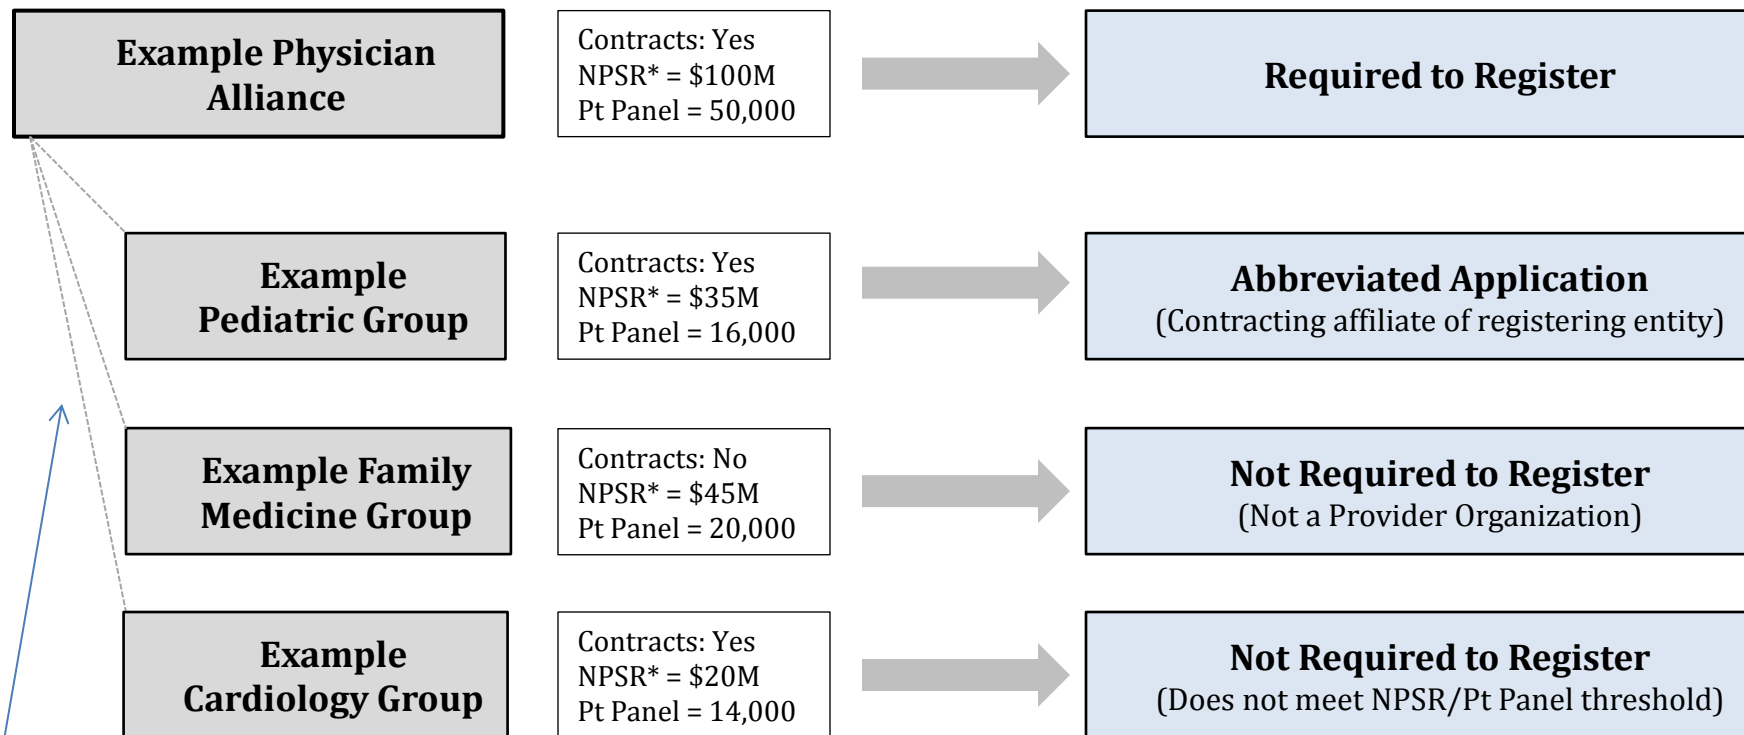 Example Physician
Alliance
Contracts: Yes
NPSR* = $100M
Pt Panel = 50,000
Required to Register
Example
Pediatric Group
Contracts: Yes
NPSR* = $35M
Pt Panel = 16,000
Abbreviated Application
(Contracting affiliate of registering entity)
Example Family
Medicine Group
Contracts: No
NPSR* = $45M
Pt Panel = 20,000
Not Required to Register
(Not a Provider Organization)
Example
Cardiology Group
Contracts: Yes
NPSR* = $20M
Pt Panel = 14,000
Not Required to Register
(Does not meet NPSR/Pt Panel threshold)